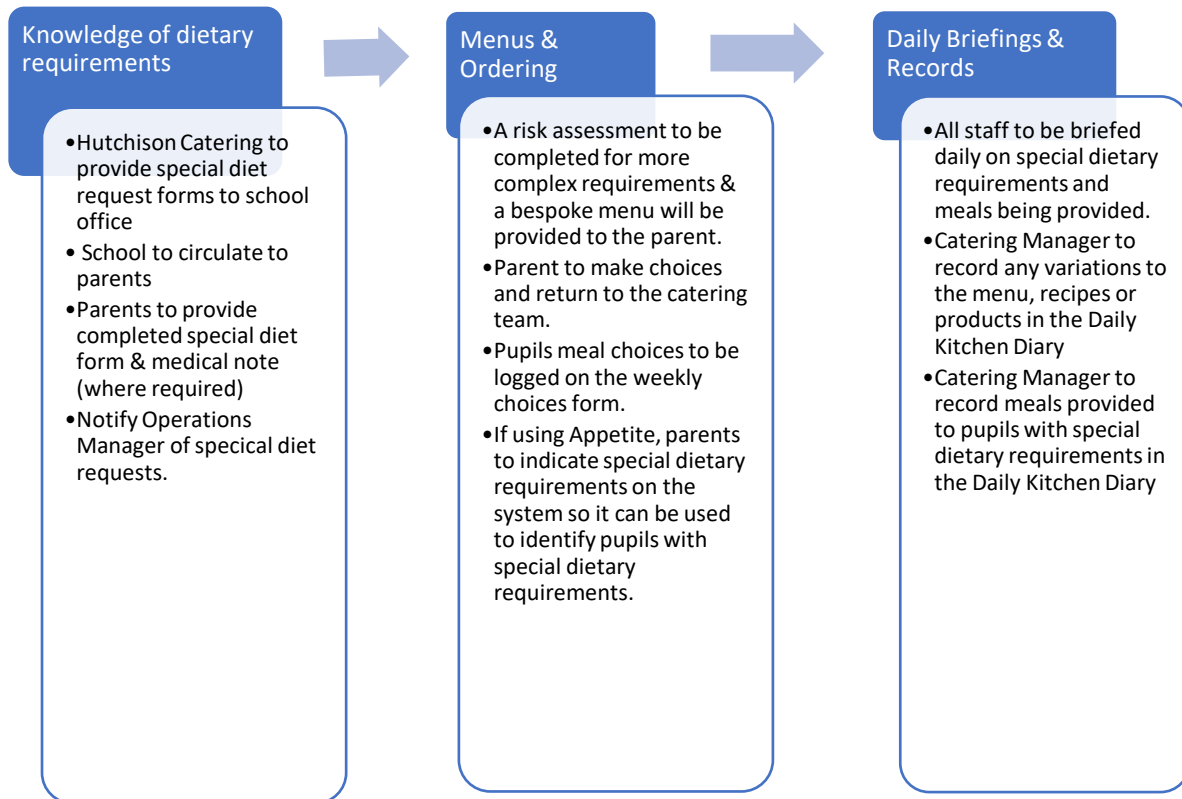 Knowledge of dietary
requirements
•Hutchison Catering to
provide special diet
request forms to school
office
• School to circulate to
parents
•Parents to provide
completed special diet
form & medical note
(where required)
•Notify Operations
Manager of specical diet
requests.
Menus &
Ordering
•A risk assessment to be
completed for more
complex requirements &
a bespoke menu will be
provided to the parent.
•Parent to make choices
and return to the catering
team.
•Pupils meal choices to be
logged on the weekly
choices form.
•If using Appetite, parents
to indicate special dietary
requirements on the
system so it can be used
to identify pupils with
special dietary
requirements.
Daily Briefings &
Records
•All staff to be briefed
daily on special dietary
requirements and
meals being provided.
•Catering Manager to
record any variations to
the menu, recipes or
products in the Daily
Kitchen Diary
•Catering Manager to
record meals provided
to pupils with special
dietary requirements in
the Daily Kitchen Diary